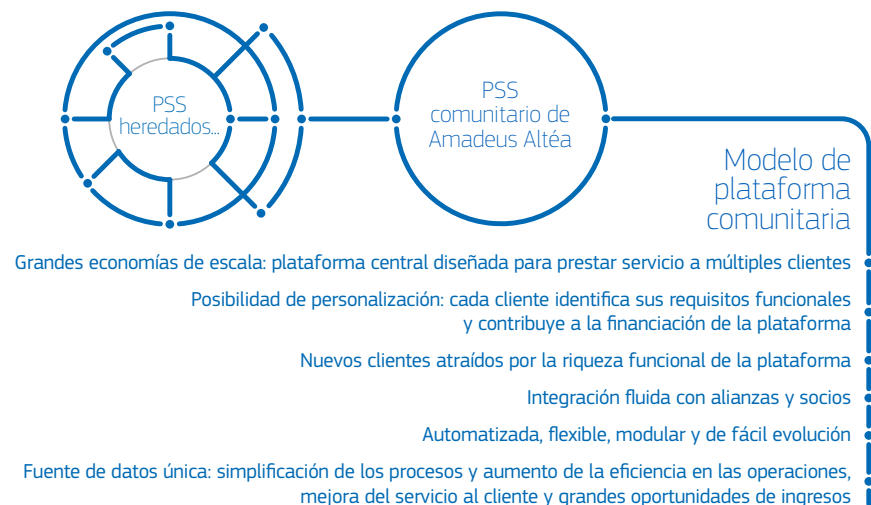 PSS
heredados...
PSS
comunitario de
Amadeus Altéa
Modelo de
plataforma
comunitaria
Grandes economías de escala: plataforma central diseñada para prestar servicio a múltiples clientes
Posibilidad de personalización: cada cliente identifica sus requisitos funcionales
y contribuye a la financiación de la plataforma
Nuevos clientes atraídos por la riqueza funcional de la plataforma
Integración fluida con alianzas y socios
Automatizada, flexible, modular y de fácil evolución
Fuente de datos única: simplificación de los procesos y aumento de la eficiencia en las operaciones,
mejora del servicio al cliente y grandes oportunidades de ingresos